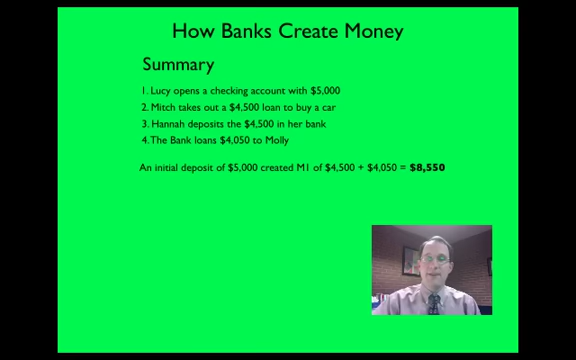 How Banks Create Money
Summary
1. Lucy opens a checking account with $5,000
2. Mitch takes out a $4,500 loan to buy a car
3. Hannah deposits the $4,500 in her bank
4. The Bank loans $4,050 to Molly
An initial deposit of $5,000 created M1 of $4,500 + $4,050 = $8,550